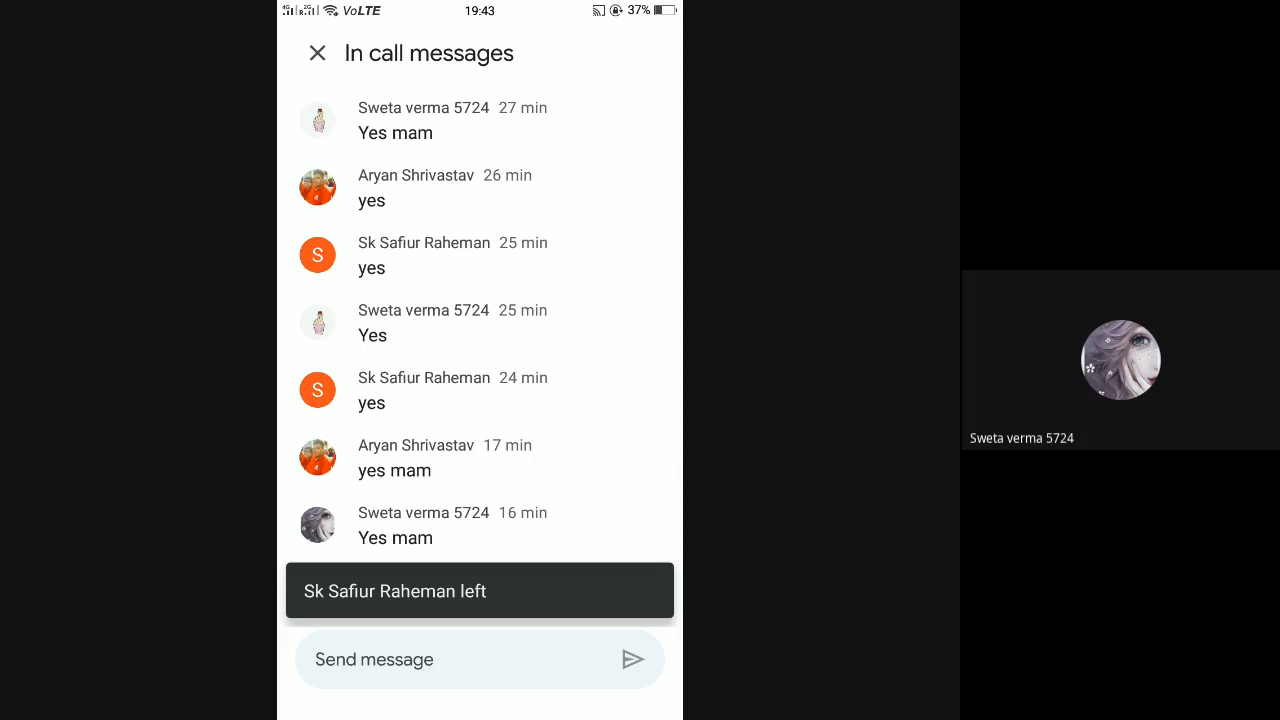 4G R 2G VoLTE 19:43 37%
In call messages
Sweta verma 5724 27 min
Yes mam
Aryan Shrivastav 26 min
yes
S
Sk Safiur Raheman 25 min
yes
Sweta verma 5724 25 min
Yes
S
Sk Safiur Raheman 24 min
yes
Aryan Shrivastav 17 min
yes mam
Sweta verma 5724 16 min
Yes mam
Sk Safiur Raheman left
Send message
Sweta verma 5724